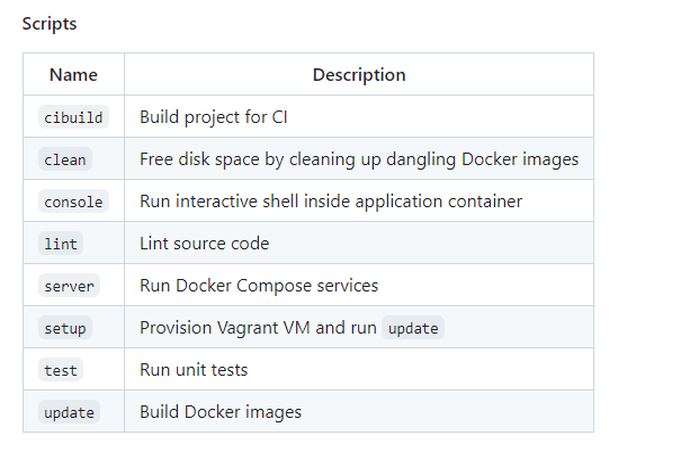 Scripts
Name Description
cibuild Build project for CI
clean Free disk space by cleaning up dangling Docker images
console Run interactive shell inside application container
lint Lint source code
server Run Docker Compose services
setup Provision Vagrant VM and run update
test Run unit tests
update Build Docker images